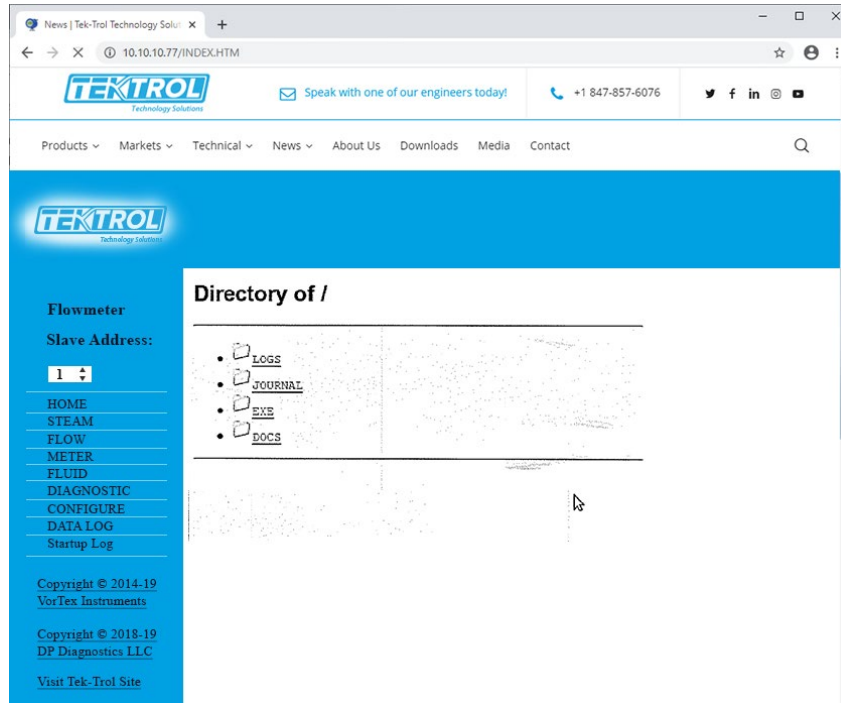 News | Tek-Trol Technology Solut
10.10.10.77/INDEX.HTM
TEKTROL
Technology Solutions
Speak with one of our engineers today!
+1 847-857-6076
Products Markets Technical News About Us Downloads Media Contact
TEKTROL
Technology Solutions
Flowmeter
Slave Address:
1
HOME
STEAM
FLOW
METER
FLUID
DIAGNOSTIC
CONFIGURE
DATA LOG
Startup Log
Copyright © 2014-19
VorTex Instruments
Copyright © 2018-19
DP Diagnostics LLC
Visit Tek-Trol Site
Directory of /
LOGS
JOURNAL
EXE
DOCS